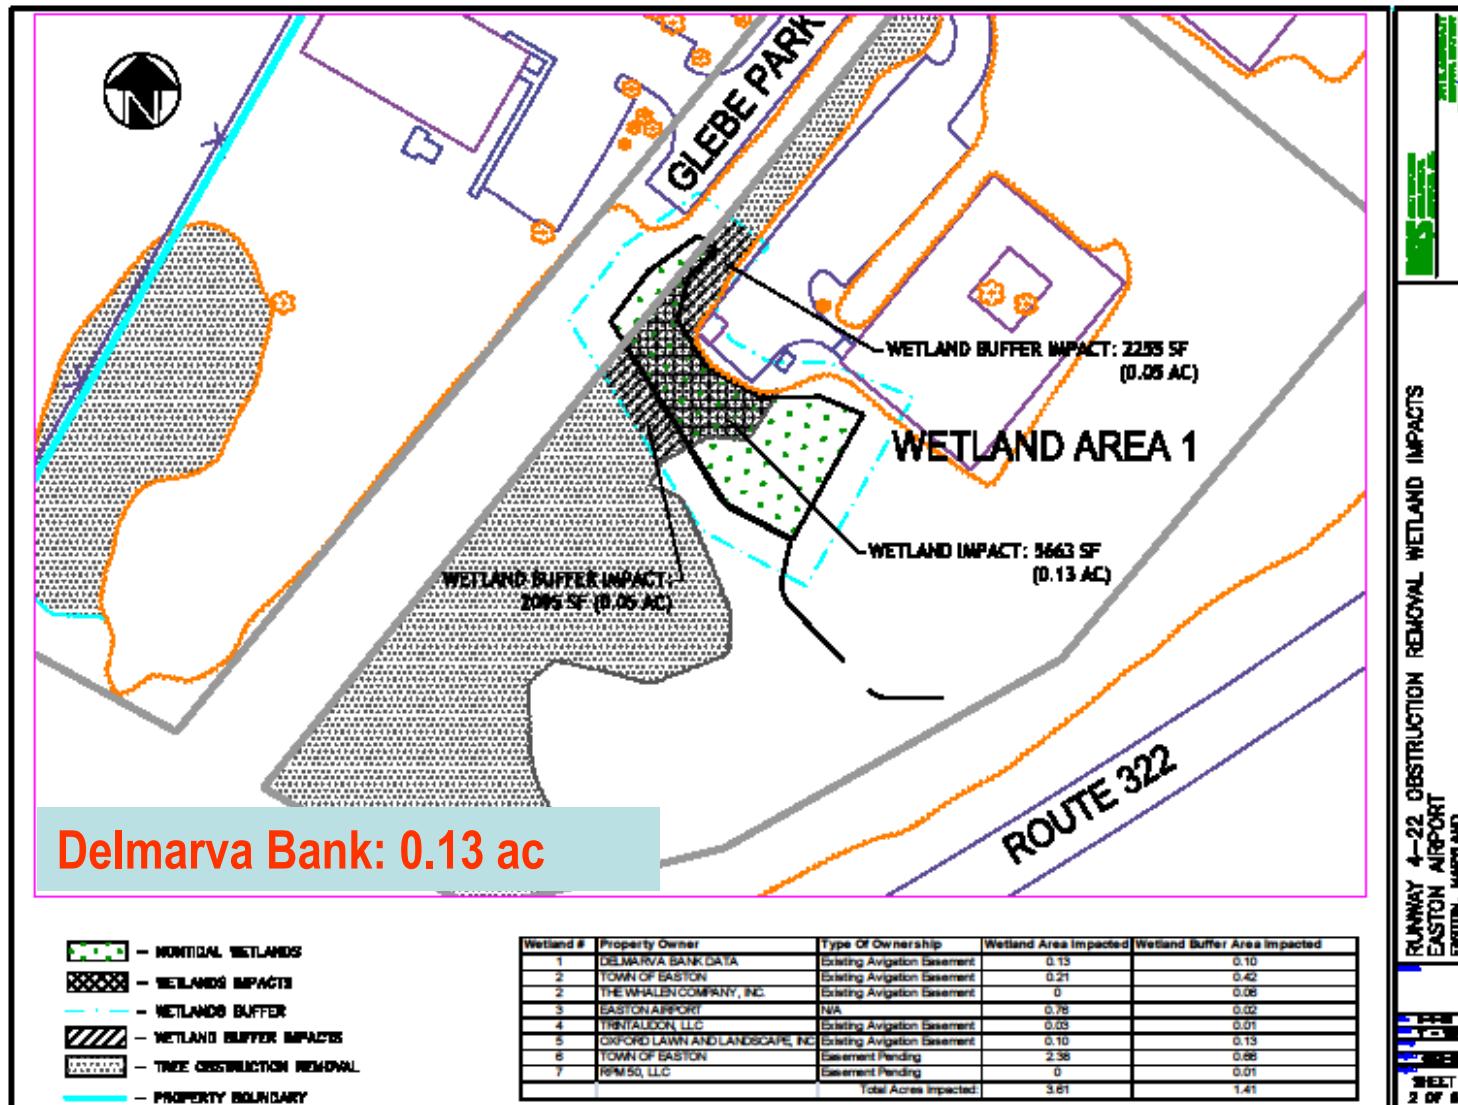 N
GLEBE PARK
WETLAND BUFFER IMPACT: 2255 SF
(0.05 AC)
WETLAND AREA 1
WETLAND IMPACT: 5663 SF
(0.13 AC)
WETLAND BUFFER IMPACT:
2095 SF (0.05 AC)
ROUTE 322
Delmarva Bank: 0.13 ac
– NONTIDAL WETLANDS
– WETLANDS IMPACTS
– WETLANDS BUFFER
– WETLAND BUFFER IMPACTS
– TREE OBSTRUCTION REMOVAL
– PROPERTY BOUNDARY
Wetland # Property Owner Type Of Ownership Wetland Area Impacted Wetland Buffer Area Impacted
1 DELMARVA BANK DATA Existing Avigation Easement 0.13 0.10
2 TOWN OF EASTON Existing Avigation Easement 0.21 0.42
2 THE WHALEN COMPANY, INC. Existing Avigation Easement 0 0.06
3 EASTON AIRPORT N/A 0.78 0.02
4 TRINTAUDON, LLC Existing Avigation Easement 0.03 0.01
5 OXFORD LAWN AND LANDSCAPE, INC Existing Avigation Easement 0.10 0.13
6 TOWN OF EASTON Easement Pending 2.36 0.66
7 RPM 50, LLC Easement Pending 0 0.01
Total Acres Impacted: 3.61 1.41
RUNWAY 4-22 OBSTRUCTION REMOVAL WETLAND IMPACTS
EASTON AIRPORT
EASTON, MARYLAND
SHEET
2 OF